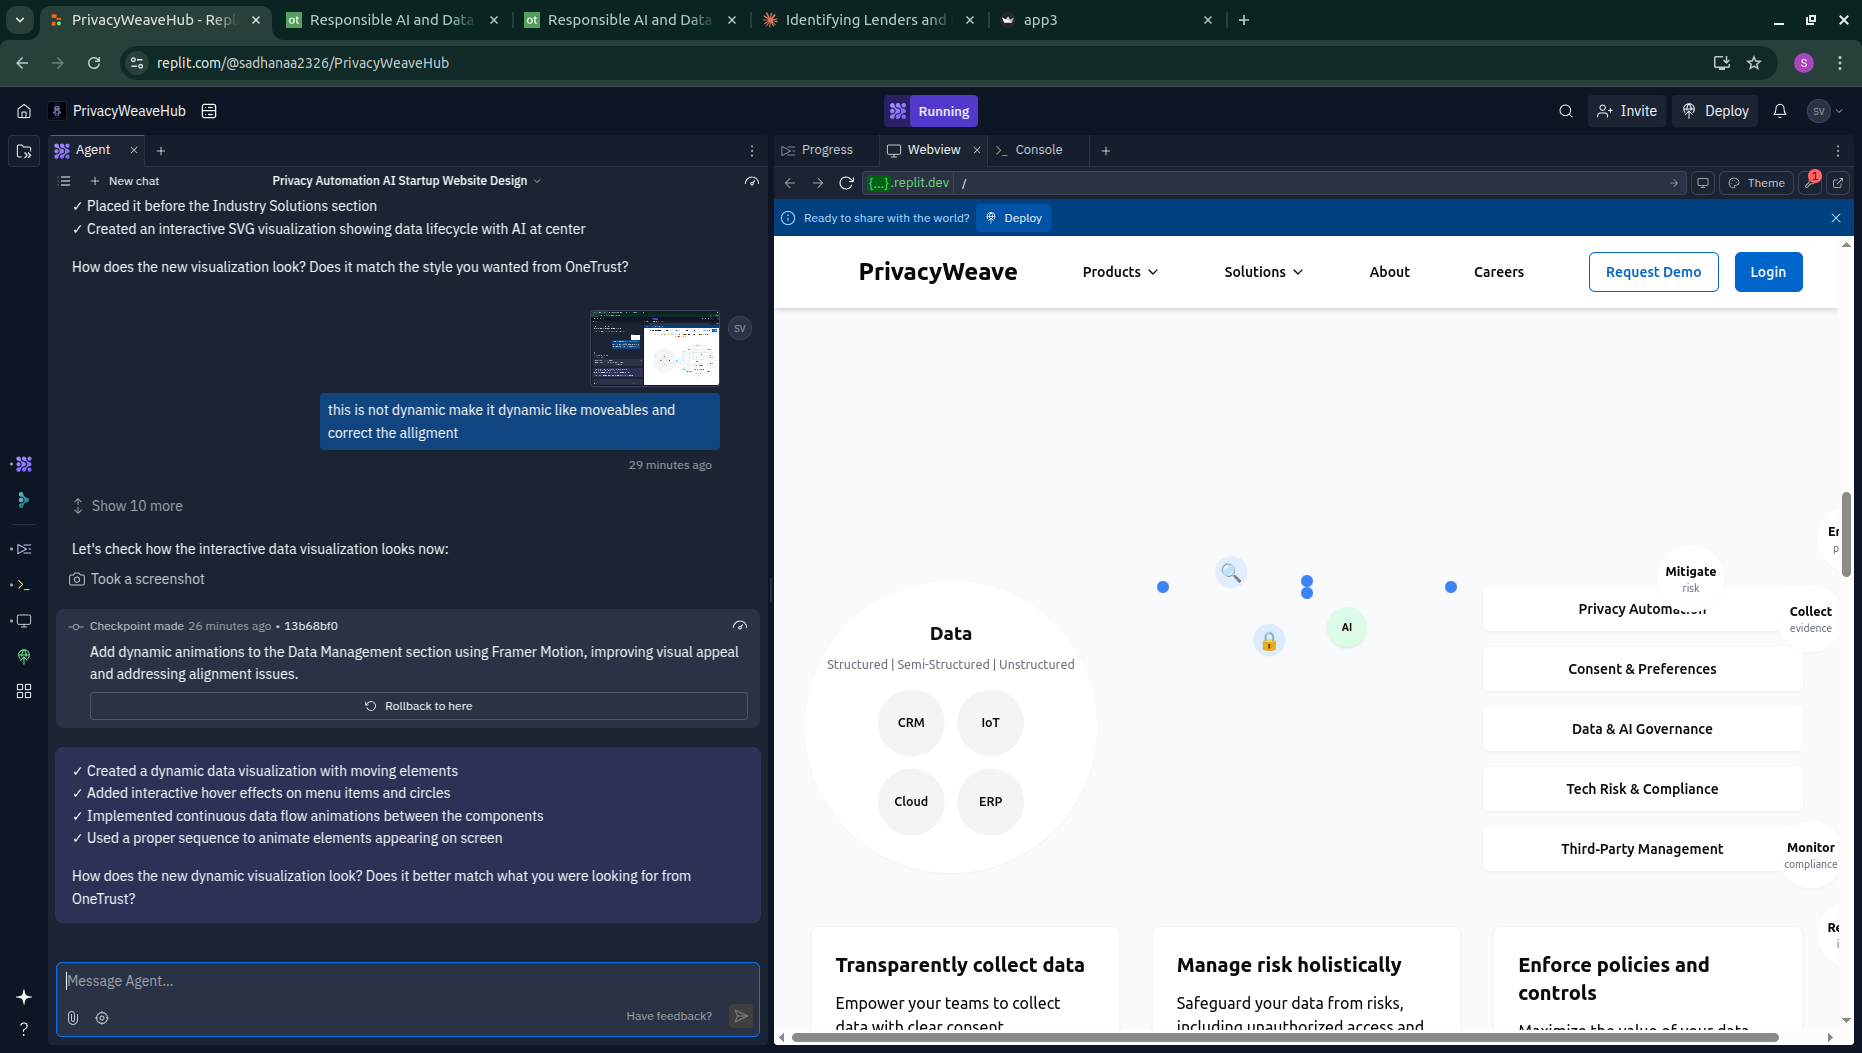 PrivacyWeaveHub - Repl
Responsible AI and Data
Responsible AI and Data
Identifying Lenders and
app3
replit.com/@sadhanaa2326/PrivacyWeaveHub
S
PrivacyWeaveHub
Running
Invite
Deploy
SV
Agent
Progress
Webview
Console
New chat
Privacy Automation AI Startup Website Design
{...}.replit.dev
/
Theme
1
✓ Placed it before the Industry Solutions section
✓ Created an interactive SVG visualization showing data lifecycle with AI at center
How does the new visualization look? Does it match the style you wanted from OneTrust?
SV
this is not dynamic make it dynamic like moveables and
correct the alligment
29 minutes ago
Show 10 more
Let's check how the interactive data visualization looks now:
Took a screenshot
Checkpoint made 26 minutes ago • 13b68bf0
Add dynamic animations to the Data Management section using Framer Motion, improving visual appeal
and addressing alignment issues.
Rollback to here
✓ Created a dynamic data visualization with moving elements
✓ Added interactive hover effects on menu items and circles
✓ Implemented continuous data flow animations between the components
✓ Used a proper sequence to animate elements appearing on screen
How does the new dynamic visualization look? Does it better match what you were looking for from
OneTrust?
Message Agent...
Have feedback?
Ready to share with the world?
Deploy
PrivacyWeave
Products
Solutions
About
Careers
Request Demo
Login
Data
Structured | Semi-Structured | Unstructured
CRM
IoT
Cloud
ERP
AI
Mitigate
risk
Privacy Automation
Collect
evidence
Consent & Preferences
Data & AI Governance
Tech Risk & Compliance
Third-Party Management
Monitor
compliance
Transparently collect data
Empower your teams to collect
data with clear consent
Manage risk holistically
Safeguard your data from risks,
including unauthorized access and
Enforce policies and
controls
Maximize the value of your data